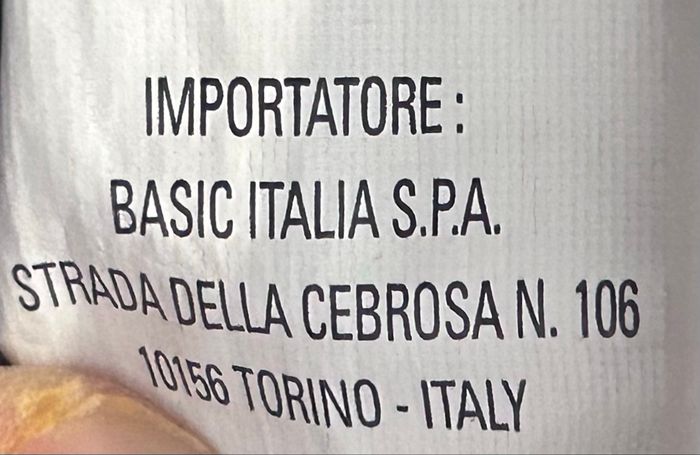 IMPORTATORE :
BASIC ITALIA S.P.A.
STRADA DELLA CEBROSA N. 106
10156 TORINO - ITALY